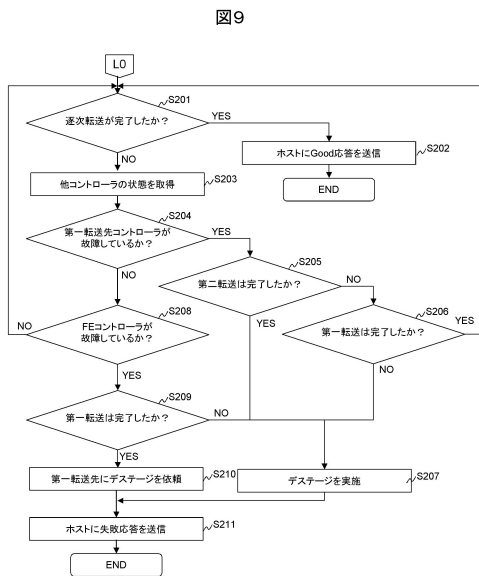 図9
L0
S201
逐次転送が完了したか？
YES
NO
ホストにGood応答を送信
S202
END
他コントローラの状態を取得
S203
S204
第一転送先コントローラが
故障しているか？
YES
NO
S205
第二転送は完了したか？
NO
YES
S206
第一転送は完了したか？
YES
NO
S208
FEコントローラが
故障しているか？
NO
YES
S209
第一転送は完了したか？
NO
YES
第一転送先にデステージを依頼
S210
デステージを実施
S207
ホストに失敗応答を送信
S211
END